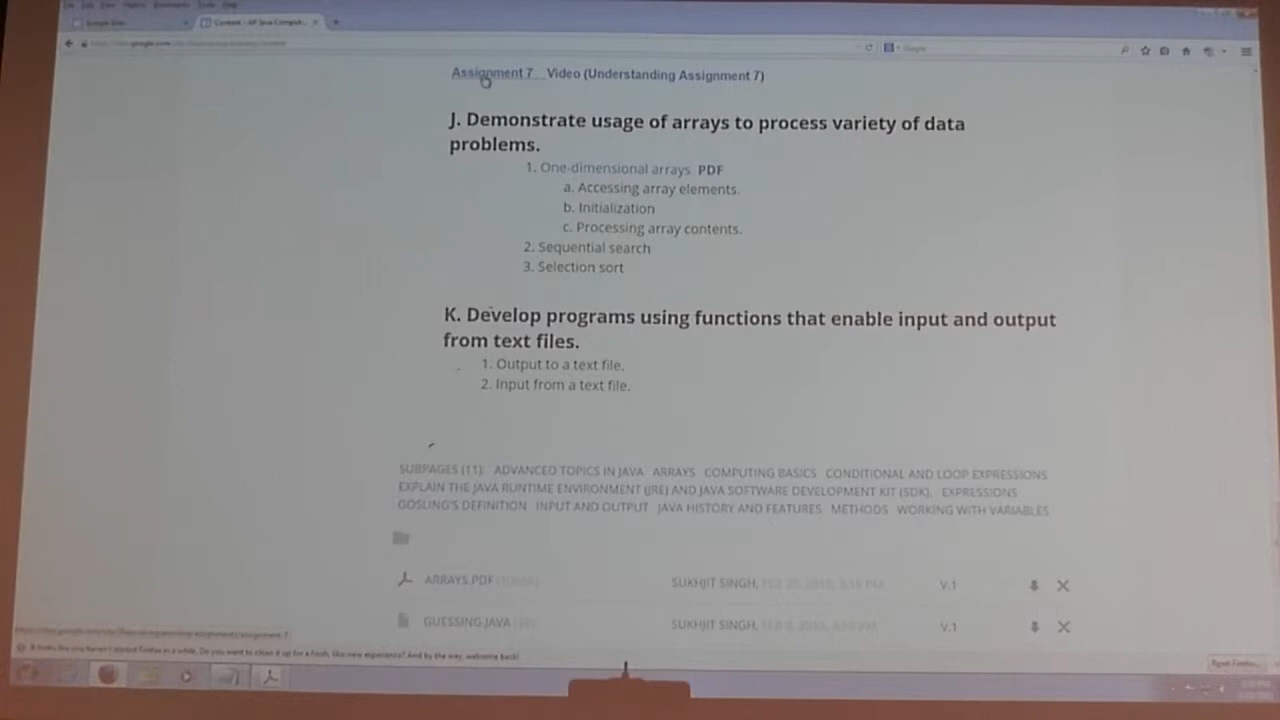 Google
Assignment 7   Video (Understanding Assignment 7)
J. Demonstrate usage of arrays to process variety of data
problems.
1. One-dimensional arrays PDF
a. Accessing array elements.
b. Initialization
c. Processing array contents.
2. Sequential search
3. Selection sort
K. Develop programs using functions that enable input and output
from text files.
1. Output to a text file.
2. Input from a text file.
SUBPAGES (11): ADVANCED TOPICS IN JAVA ARRAYS COMPUTING BASICS CONDITIONAL AND LOOP EXPRESSIONS
EXPLAIN THE JAVA RUNTIME ENVIRONMENT (JRE) AND JAVA SOFTWARE DEVELOPMENT KIT (SDK). EXPRESSIONS
GOSLING'S DEFINITION INPUT AND OUTPUT JAVA HISTORY AND FEATURES METHODS WORKING WITH VARIABLES
ARRAYS.PDF SUKHJIT SINGH, V.1
GUESSING.JAVA SUKHJIT SINGH, V.1